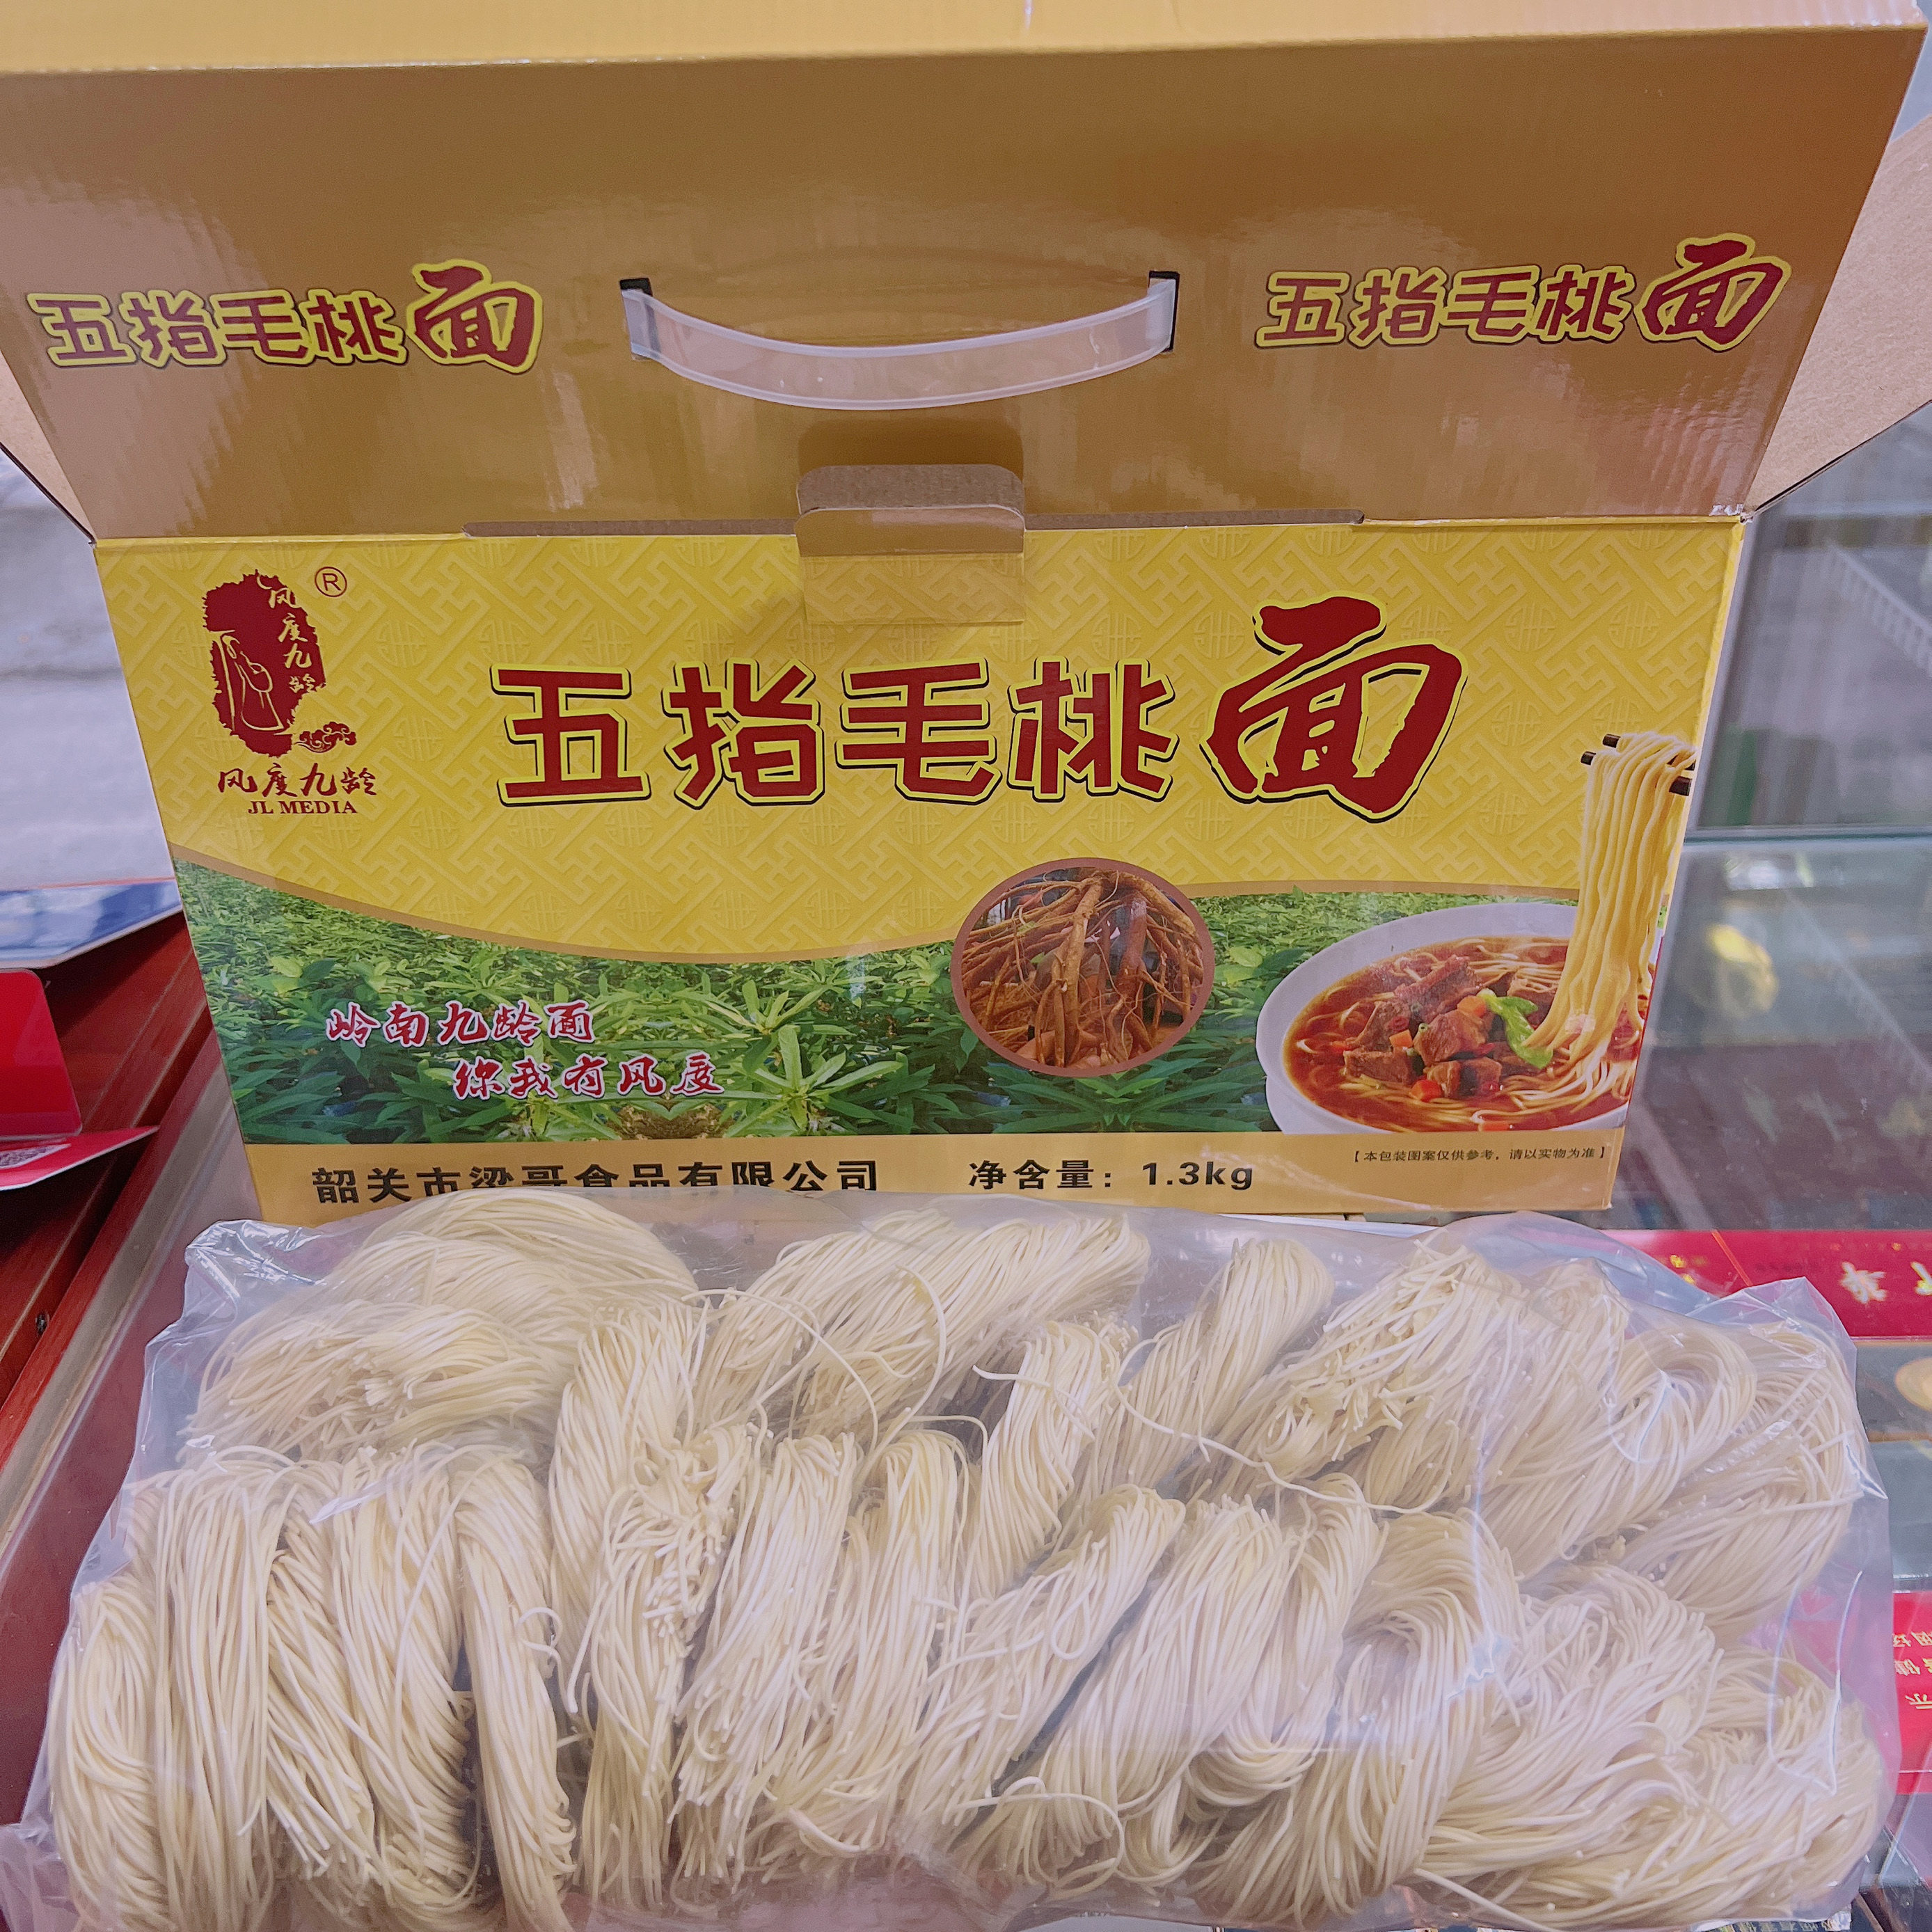 五指毛桃面
五指毛桃面
风度九龄
®
风度九龄
JL MEDIA
五指毛桃面
岭南九龄面
你我有风度
韶关市梁哥食品有限公司
净含量：1.3kg
【本包装图案仅供参考，请以实物为准】